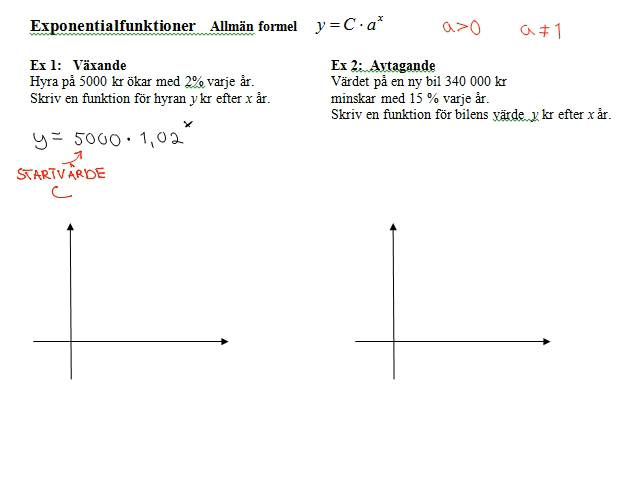 Exponentialfunktioner Allmän formel y = C · a^x a>0 a≠1
Ex 1: Växande
Hyra på 5000 kr ökar med 2% varje år.
Skriv en funktion för hyran y kr efter x år.
y = 5000 · 1,02^x
STARTVÄRDE
C
Ex 2: Avtagande
Värdet på en ny bil 340 000 kr
minskar med 15 % varje år.
Skriv en funktion för bilens värde y kr efter x år.